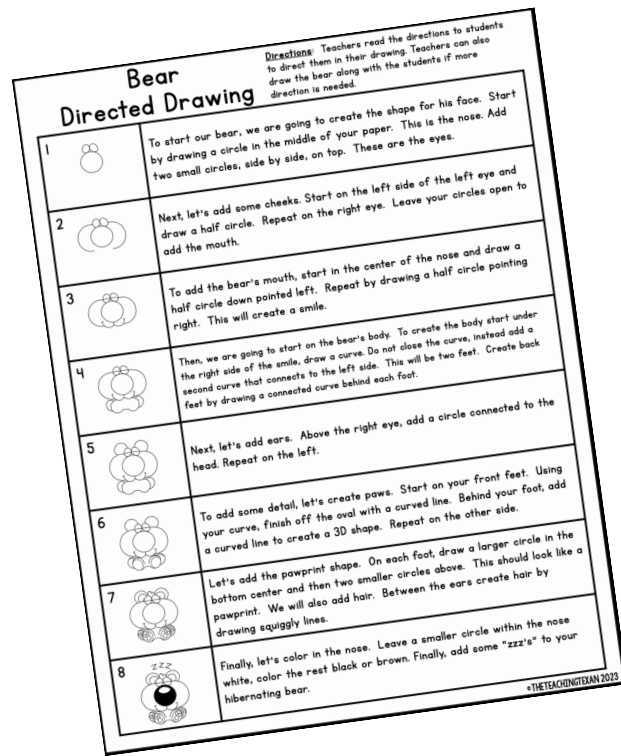 Bear
Directed Drawing
Directions: Teachers read the directions to students
to direct them in their drawing. Teachers can also
draw the bear along with the students if more
direction is needed.
1
To start our bear, we are going to create the shape for his face. Start
by drawing a circle in the middle of your paper. This is the nose. Add
two small circles, side by side, on top. These are the eyes.
2
Next, let's add some cheeks. Start on the left side of the left eye and
draw a half circle. Repeat on the right eye. Leave your circles open to
add the mouth.
3
To add the bear's mouth, start in the center of the nose and draw a
half circle down pointed left. Repeat by drawing a half circle pointing
right. This will create a smile.
4
Then, we are going to start on the bear's body. To create the body start under
the right side of the smile, draw a curve. Do not close the curve, instead add a
second curve that connects to the left side. This will be two feet. Create back
feet by drawing a connected curve behind each foot.
5
Next, let's add ears. Above the right eye, add a circle connected to the
head. Repeat on the left.
6
To add some detail, let's create paws. Start on your front feet. Using
your curve, finish off the oval with a curved line. Behind your foot, add
a curved line to create a 3D shape. Repeat on the other side.
7
Let's add the pawprint shape. On each foot, draw a larger circle in the
bottom center and then two smaller circles above. This should look like a
pawprint. We will also add hair. Between the ears create hair by
drawing squiggly lines.
8
zzz
Finally, let's color in the nose. Leave a smaller circle within the nose
white, color the rest black or brown. Finally, add some "zzz's" to your
hibernating bear.
©THETEACHINGTEXAN 2023